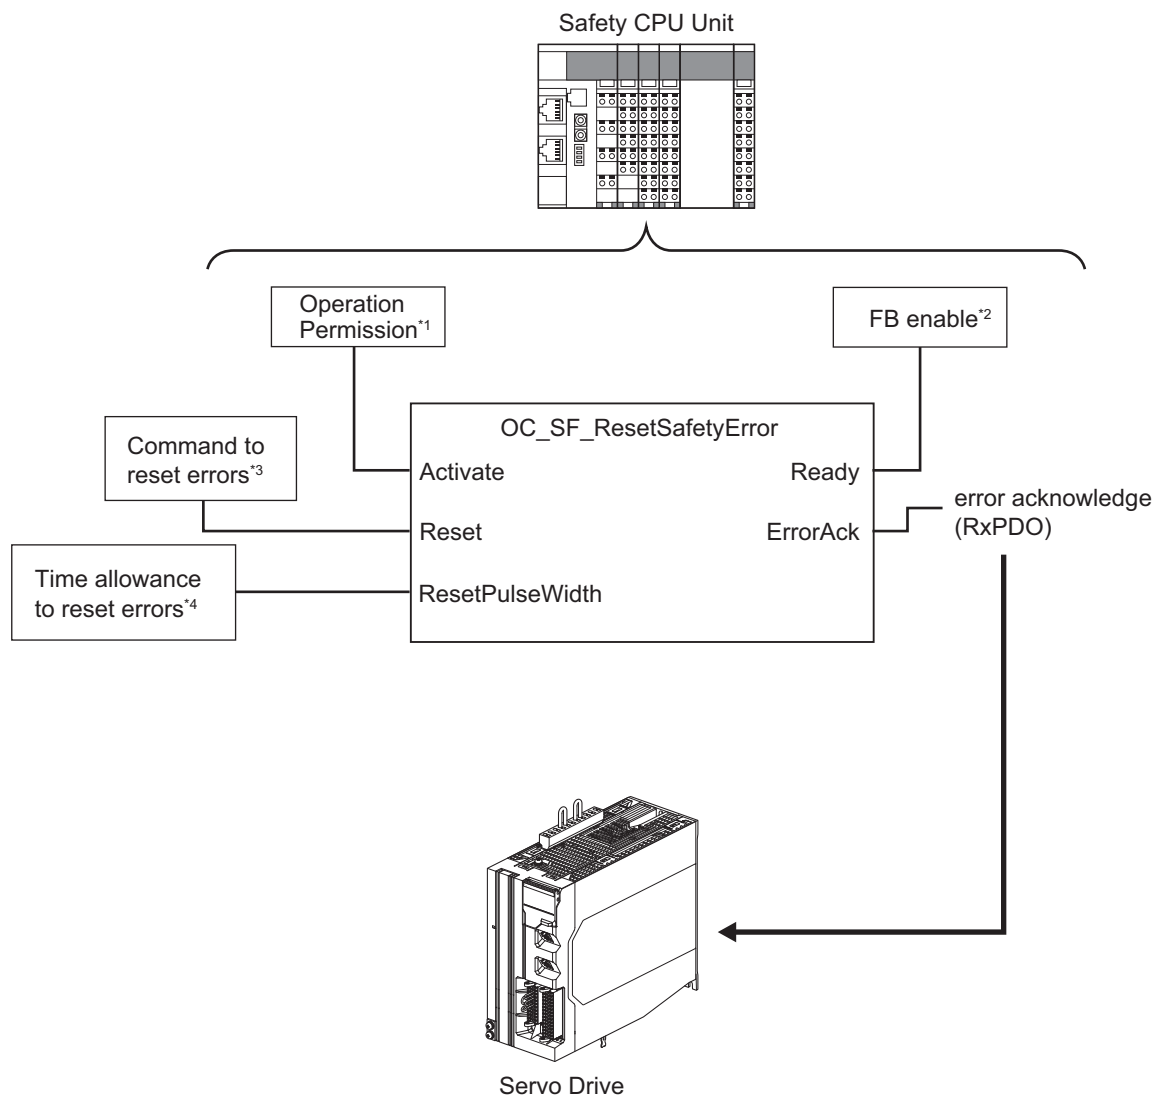 Safety CPU Unit
Operation
Permission*1
FB enable*2
OC_SF_ResetSafetyError
Command to
reset errors*3
Activate
Ready
error acknowledge
(RxPDO)
Reset
ErrorAck
Time allowance
to reset errors*4
ResetPulseWidth
Servo Drive